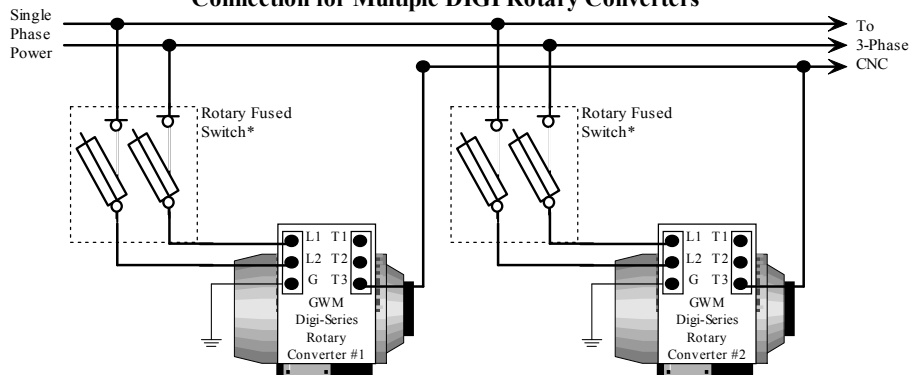 Connection for Multiple DIGI Rotary Converters
Single
Phase
Power
To
3-Phase
CNC
Rotary Fused
Switch*
Rotary Fused
Switch*
L1 T1
L2 T2
G T3
GWM
Digi-Series
Rotary
Converter #1
L1 T1
L2 T2
G T3
GWM
Digi-Series
Rotary
Converter #2